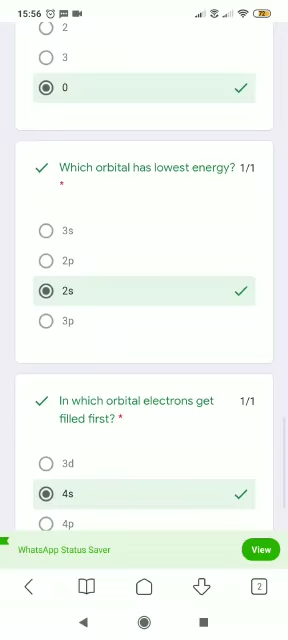 15:56
72
2
3
0
Which orbital has lowest energy? 1/1
*
3s
2p
2s
3p
In which orbital electrons get 1/1
filled first? *
3d
4s
4p
WhatsApp Status Saver
View
2